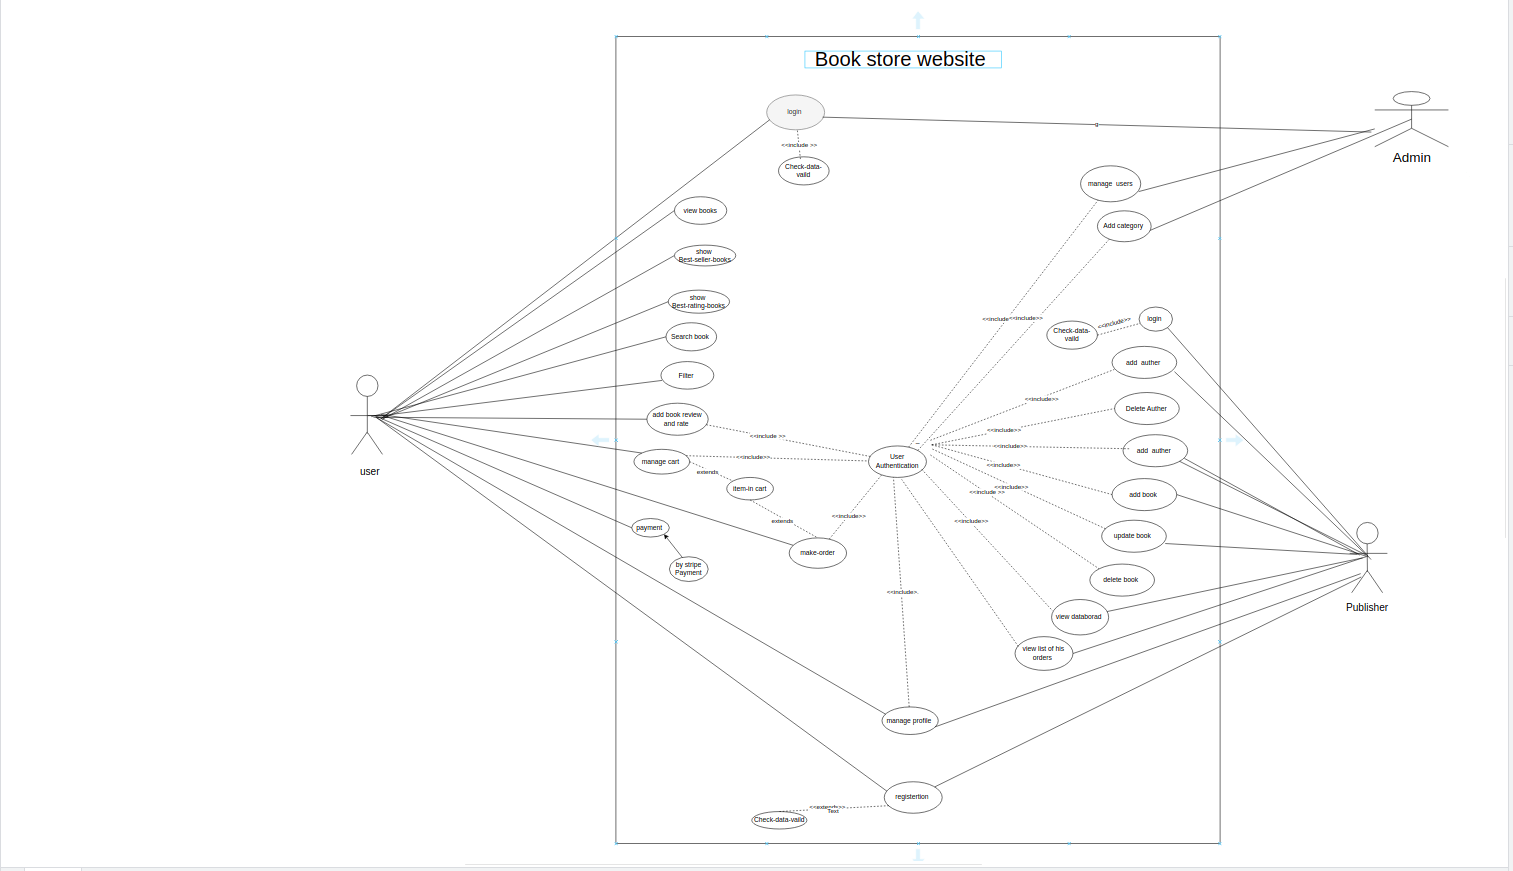 Book store website
login
<<include >>
Check-data-
vaild
Admin
manage  users
view books
Add category
show
Best-seller-books
show
Best-rating-books
<<include
<<include>>
login
<<include>>
Check-data-
vaild
Search book
add  auther
Filter
<<include>>
Delete Auther
add book review
and rate
<<include >>
<<include>>
<<include>>
add  auther
user
manage cart
<<include>>
User
Authentication
<<include>>
extends
item-in cart
<<include>>
<<include >>
add book
extends
<<include>>
<<include>>
payment
update book
make-order
by stripe
Payment
delete book
<<include>.
Publisher
view databorad
view list of his
orders
manage profile
registertion
<<extends>>
Text
Check-data-vaild